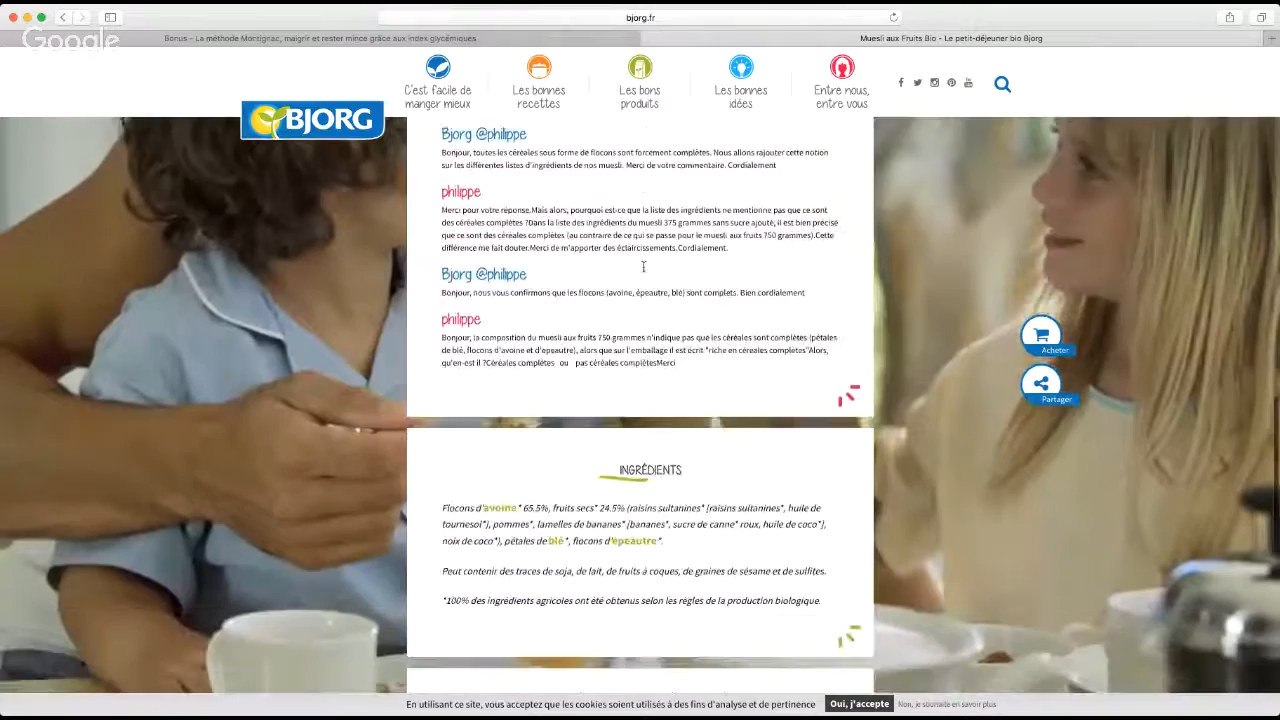 bjorg.fr
Google
Bonus – La méthode Montignac, maigrir et rester mince grâce aux index glycémiques
Muesli aux Fruits Bio - Le petit-déjeuner bio Bjorg
C'est facile de
manger mieux
Les bonnes
recettes
Les bons
produits
Les bonnes
idées
Entre nous,
entre vous
BJORG
Bjorg @philippe
Bonjour, toutes les céréales sous forme de flocons sont forcément complètes. Nous allons rajouter cette notion
sur les différentes listes d'ingrédients de nos muesli. Merci de votre commentaire. Cordialement
philippe
Merci pour votre réponse.Mais alors, pourquoi est-ce que la liste des ingrédients ne mentionne pas que ce sont
des céréales complètes ?Dans la liste des ingrédients du muesli 375 grammes sans sucre ajouté, il est bien précisé
que ce sont des céréales complètes (au contraire de ce qui se passe pour le muesli aux fruits 750 grammes).Cette
différence me fait douter.Merci de m'apporter des éclaircissements.Cordialement.
Bjorg @philippe
Bonjour, nous vous confirmons que les flocons (avoine, épeautre, blé) sont complets. Bien cordialement
philippe
Bonjour, la composition du muesli aux fruits 750 grammes n'indique pas que les céréales sont complètes (pétales
de blé, flocons d'avoine et d'epeautre), alors que sur l'emballage il est écrit "riche en céreales completes"Alors,
qu'en-est il ?Céréales complètes ou pas céréales complètesMerci
Acheter
Partager
INGRÉDIENTS
Flocons d'avoine* 65.5%, fruits secs* 24.5% (raisins sultanines* [raisins sultanines*, huile de
tournesol*], pommes*, lamelles de bananes* [bananes*, sucre de canne* roux, huile de coco*],
noix de coco*), pétales de blé*, flocons d'épeautre*.
Peut contenir des traces de soja, de lait, de fruits à coques, de graines de sésame et de sulfites.
*100% des ingrédients agricoles ont été obtenus selon les règles de la production biologique.
En utilisant ce site, vous acceptez que les cookies soient utilisés à des fins d'analyse et de pertinence
Oui, j'accepte
Non, je souhaite en savoir plus